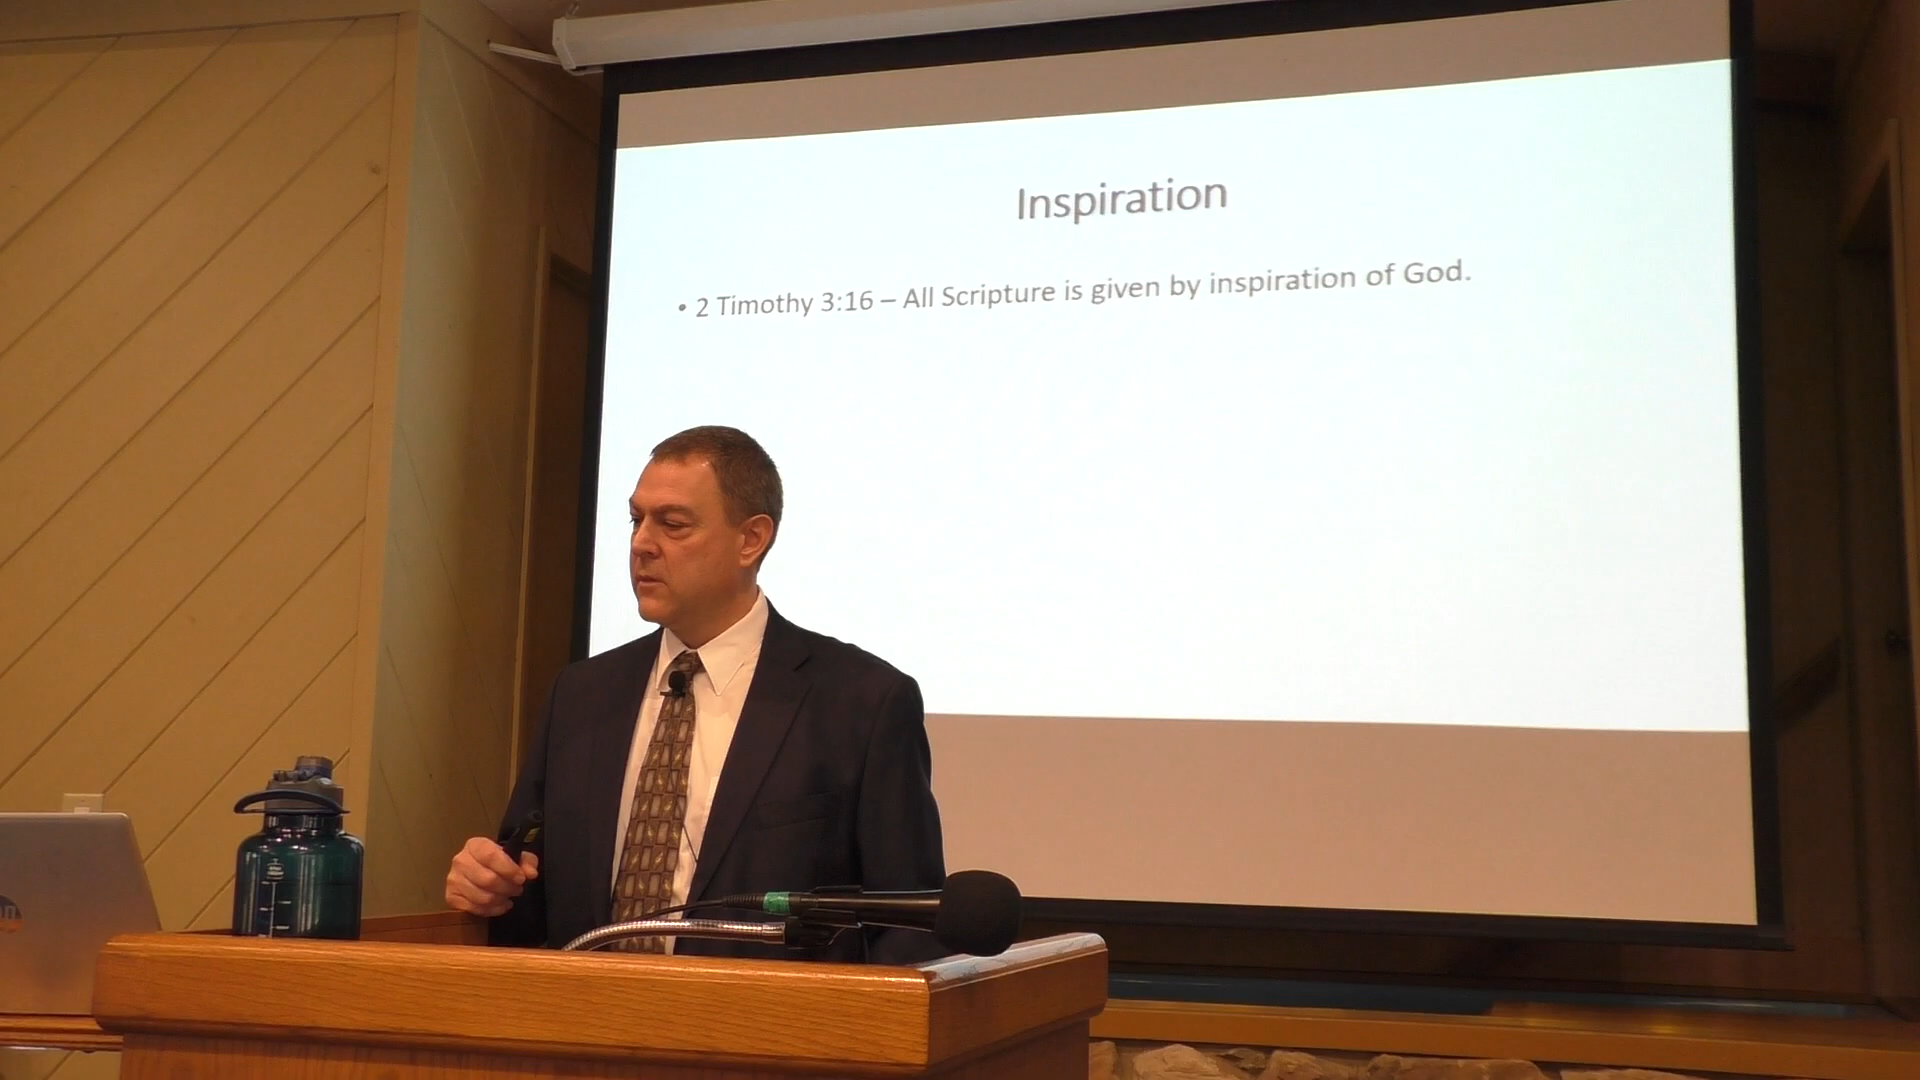 Inspiration
• 2 Timothy 3:16 – All Scripture is given by inspiration of God.